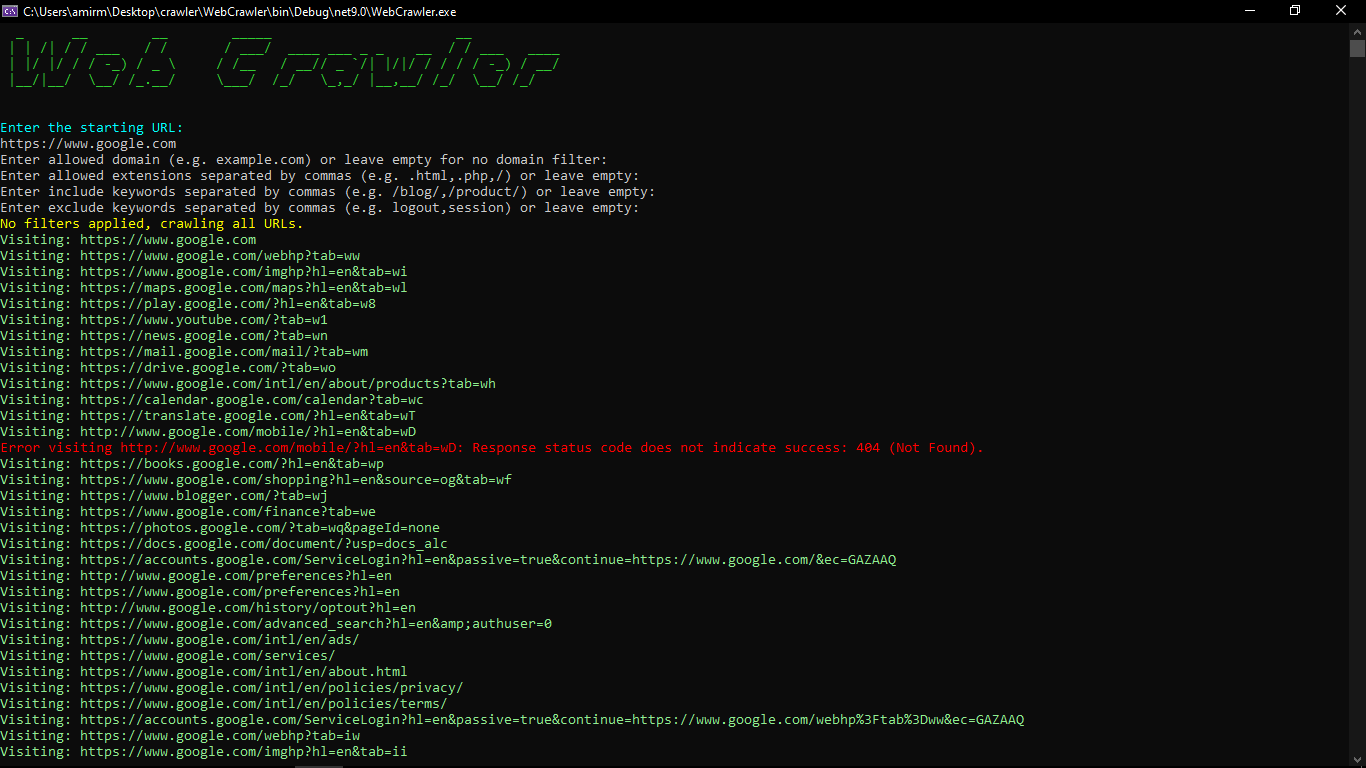 C:\Users\amirm\Desktop\crawler\WebCrawler\bin\Debug\net9.0\WebCrawler.exe
Web Crawler
Enter the starting URL:
https://www.google.com
Enter allowed domain (e.g. example.com) or leave empty for no domain filter:
Enter allowed extensions separated by commas (e.g. .html,.php,/) or leave empty:
Enter include keywords separated by commas (e.g. /blog/,/product/) or leave empty:
Enter exclude keywords separated by commas (e.g. logout,session) or leave empty:
No filters applied, crawling all URLs.
Visiting: https://www.google.com
Visiting: https://www.google.com/webhp?tab=ww
Visiting: https://www.google.com/imghp?hl=en&tab=wi
Visiting: https://maps.google.com/maps?hl=en&tab=wl
Visiting: https://play.google.com/?hl=en&tab=w8
Visiting: https://www.youtube.com/?tab=w1
Visiting: https://news.google.com/?tab=wn
Visiting: https://mail.google.com/mail/?tab=wm
Visiting: https://drive.google.com/?tab=wo
Visiting: https://www.google.com/intl/en/about/products?tab=wh
Visiting: https://calendar.google.com/calendar?tab=wc
Visiting: https://translate.google.com/?hl=en&tab=wT
Visiting: http://www.google.com/mobile/?hl=en&tab=wD
Error visiting http://www.google.com/mobile/?hl=en&tab=wD: Response status code does not indicate success: 404 (Not Found).
Visiting: https://books.google.com/?hl=en&tab=wp
Visiting: https://www.google.com/shopping?hl=en&source=og&tab=wf
Visiting: https://www.blogger.com/?tab=wj
Visiting: https://www.google.com/finance?tab=we
Visiting: https://photos.google.com/?tab=wq&pageId=none
Visiting: https://docs.google.com/document/?usp=docs_alc
Visiting: https://accounts.google.com/ServiceLogin?hl=en&passive=true&continue=https://www.google.com/&ec=GAZAAQ
Visiting: http://www.google.com/preferences?hl=en
Visiting: https://www.google.com/preferences?hl=en
Visiting: http://www.google.com/history/optout?hl=en
Visiting: https://www.google.com/advanced_search?hl=en&amp;authuser=0
Visiting: https://www.google.com/intl/en/ads/
Visiting: https://www.google.com/services/
Visiting: https://www.google.com/intl/en/about.html
Visiting: https://www.google.com/intl/en/policies/privacy/
Visiting: https://www.google.com/intl/en/policies/terms/
Visiting: https://accounts.google.com/ServiceLogin?hl=en&passive=true&continue=https://www.google.com/webhp%3Ftab%3Dww&ec=GAZAAQ
Visiting: https://www.google.com/webhp?tab=iw
Visiting: https://www.google.com/imghp?hl=en&tab=ii